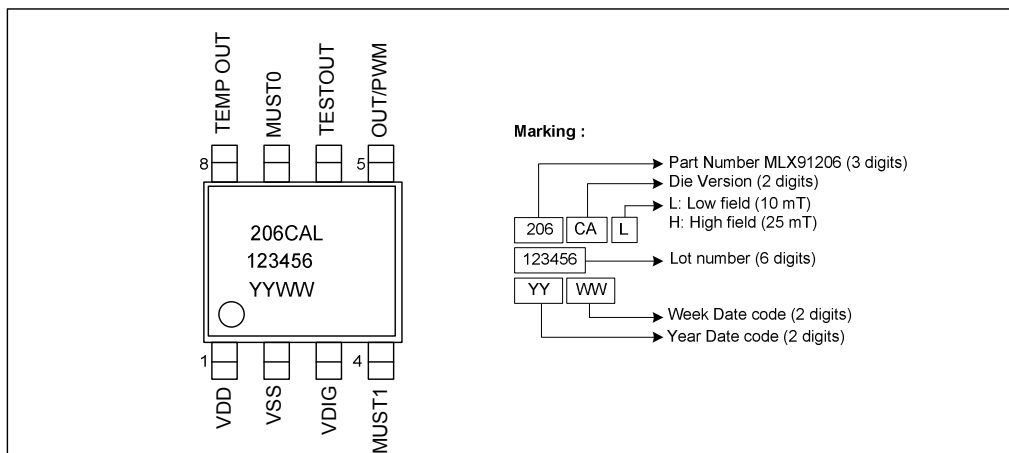 TEMP OUT
MUST0
TESTOUT
OUT/PWM
8
5
206CAL
123456
YYWW
1
4
VDD
VSS
VDIG
MUST1
Marking :
Part Number MLX91206 (3 digits)
Die Version (2 digits)
L: Low field (10 mT)
H: High field (25 mT)
206 CA L
123456
Lot number (6 digits)
YY WW
Week Date code (2 digits)
Year Date code (2 digits)